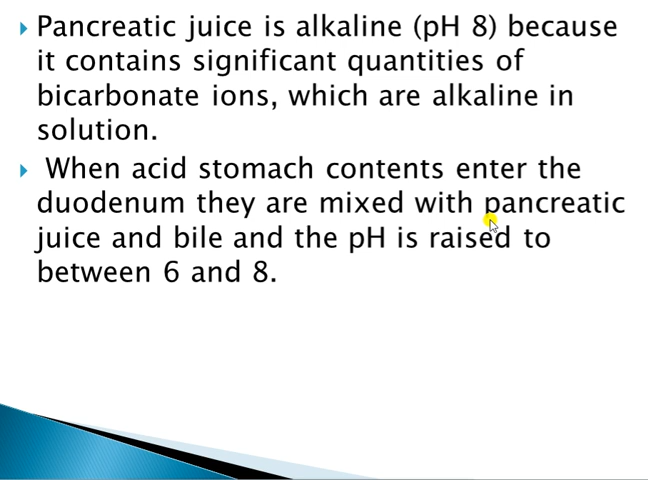 Pancreatic juice is alkaline (pH 8) because
it contains significant quantities of
bicarbonate ions, which are alkaline in
solution.
When acid stomach contents enter the
duodenum they are mixed with pancreatic
juice and bile and the pH is raised to
between 6 and 8.